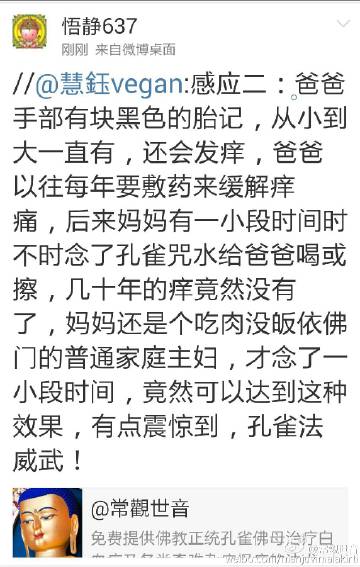 悟静637
刚刚 来自微博桌面
//@慧鈺vegan:感应二：爸爸
手部有块黑色的胎记，从小到
大一直有，还会发痒，爸爸
以往每年要敷药来缓解痒
痛，后来妈妈有一小段时间时
不时念了孔雀咒水给爸爸喝或
擦，几十年的痒竟然没有
了，妈妈还是个吃肉没皈依佛
门的普通家庭主妇，才念了一
小段时间，竟然可以达到这种
效果，有点震惊到，孔雀法
威武！
@常觀世音
免费提供佛教正统孔雀佛母治疗白